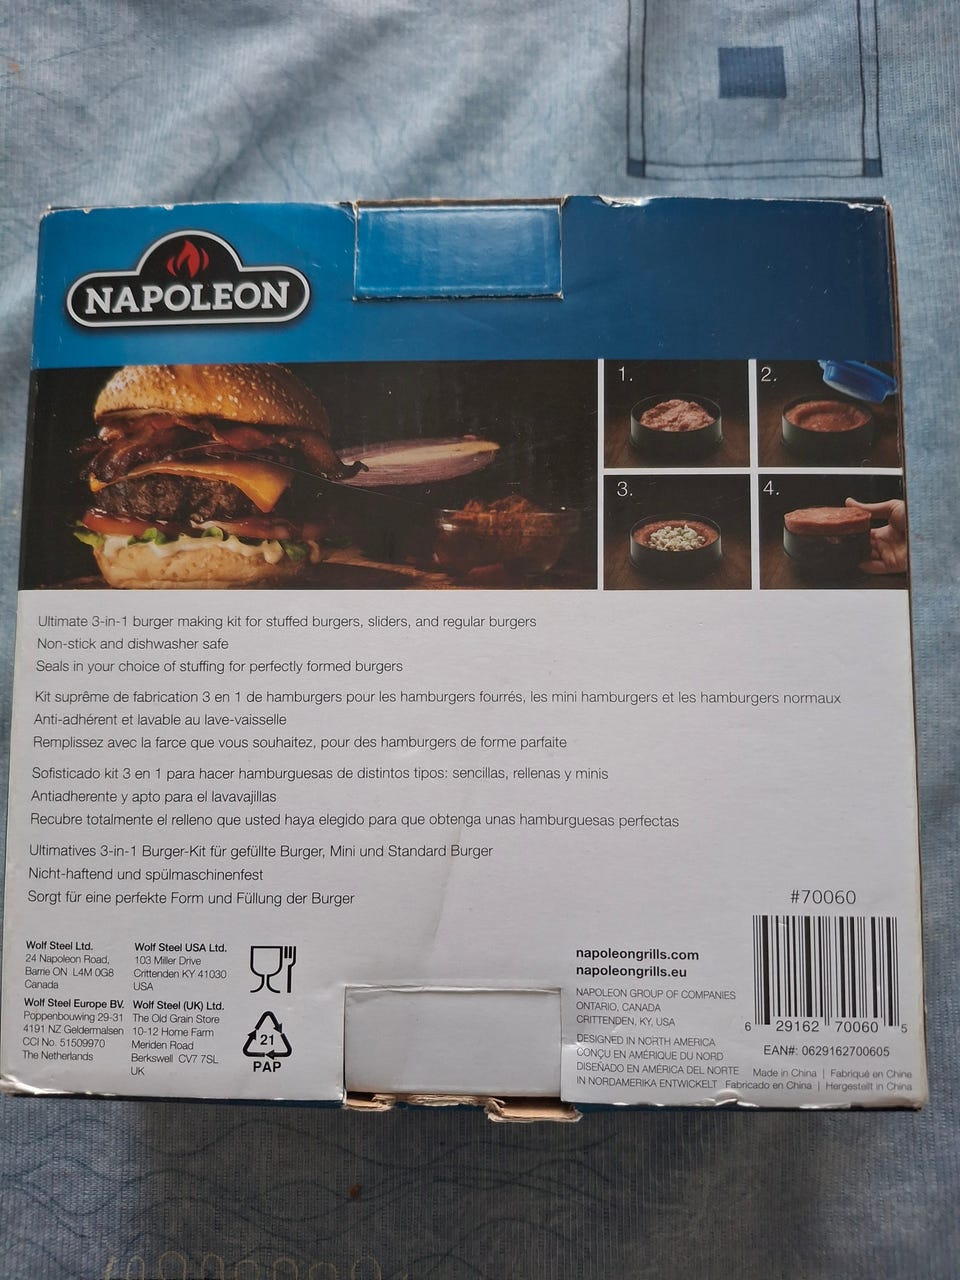 NAPOLEON
1.
2.
3.
4.
Ultimate 3-in-1 burger making kit for stuffed burgers, sliders, and regular burgers
Non-stick and dishwasher safe
Seals in your choice of stuffing for perfectly formed burgers
Kit suprême de fabrication 3 en 1 de hamburgers pour les hamburgers fourrés, les mini hamburgers et les hamburgers normaux
Anti-adhérent et lavable au lave-vaisselle
Remplissez avec la farce que vous souhaitez, pour des hamburgers de forme parfaite
Sofisticado kit 3 en 1 para hacer hamburguesas de distintos tipos: sencillas, rellenas y minis
Antiadherente y apto para el lavavajillas
Recubre totalmente el relleno que usted haya elegido para que obtenga unas hamburguesas perfectas
Ultimatives 3-in-1 Burger-Kit für gefüllte Burger, Mini und Standard Burger
Nicht-haftend und spülmaschinenfest
Sorgt für eine perfekte Form und Füllung der Burger
Wolf Steel Ltd.
24 Napoleon Road,
Barrie ON L4M 0G8
Canada
Wolf Steel USA Ltd.
103 Miller Drive
Crittenden KY 41030
USA
Wolf Steel Europe BV.
Poppenbouwing 29-31
4191 NZ Geldermalsen
CCI No. 51509970
The Netherlands
Wolf Steel (UK) Ltd.
The Old Grain Store
10-12 Home Farm
Meriden Road
Berkswell CV7 7SL
UK
21
PAP
napoleongrills.com
napoleongrills.eu
NAPOLEON GROUP OF COMPANIES
ONTARIO, CANADA
CRITTENDEN, KY, USA
DESIGNED IN NORTH AMERICA
CONÇU EN AMÉRIQUE DU NORD
DISEÑADO EN AMÉRICA DEL NORTE
IN NORDAMERIKA ENTWICKELT
#70060
6 29162 70060 5
EAN#: 0629162700605
Made in China | Fabriqué en Chine
Fabricado en China | Hergestellt in China